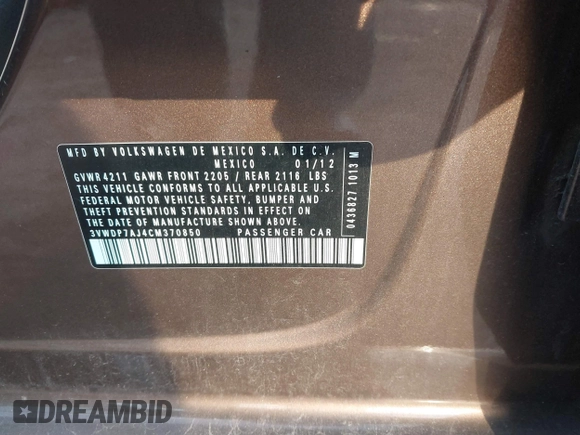 MFD BY VOLKSWAGEN DE MEXICO S.A. DE C.V.
MEXICO 01/12
GVWR 4211 GAWR FRONT 2205 / REAR 2116 LBS
THIS VEHICLE CONFORMS TO ALL APPLICABLE U.S.
FEDERAL MOTOR VEHICLE SAFETY, BUMPER AND
THEFT PREVENTION STANDARDS IN EFFECT ON
THE DATE OF MANUFACTURE SHOWN ABOVE.
3VWDP7AJ4CM370850 PASSENGER CAR
0436827 1013 M
DREAMBID